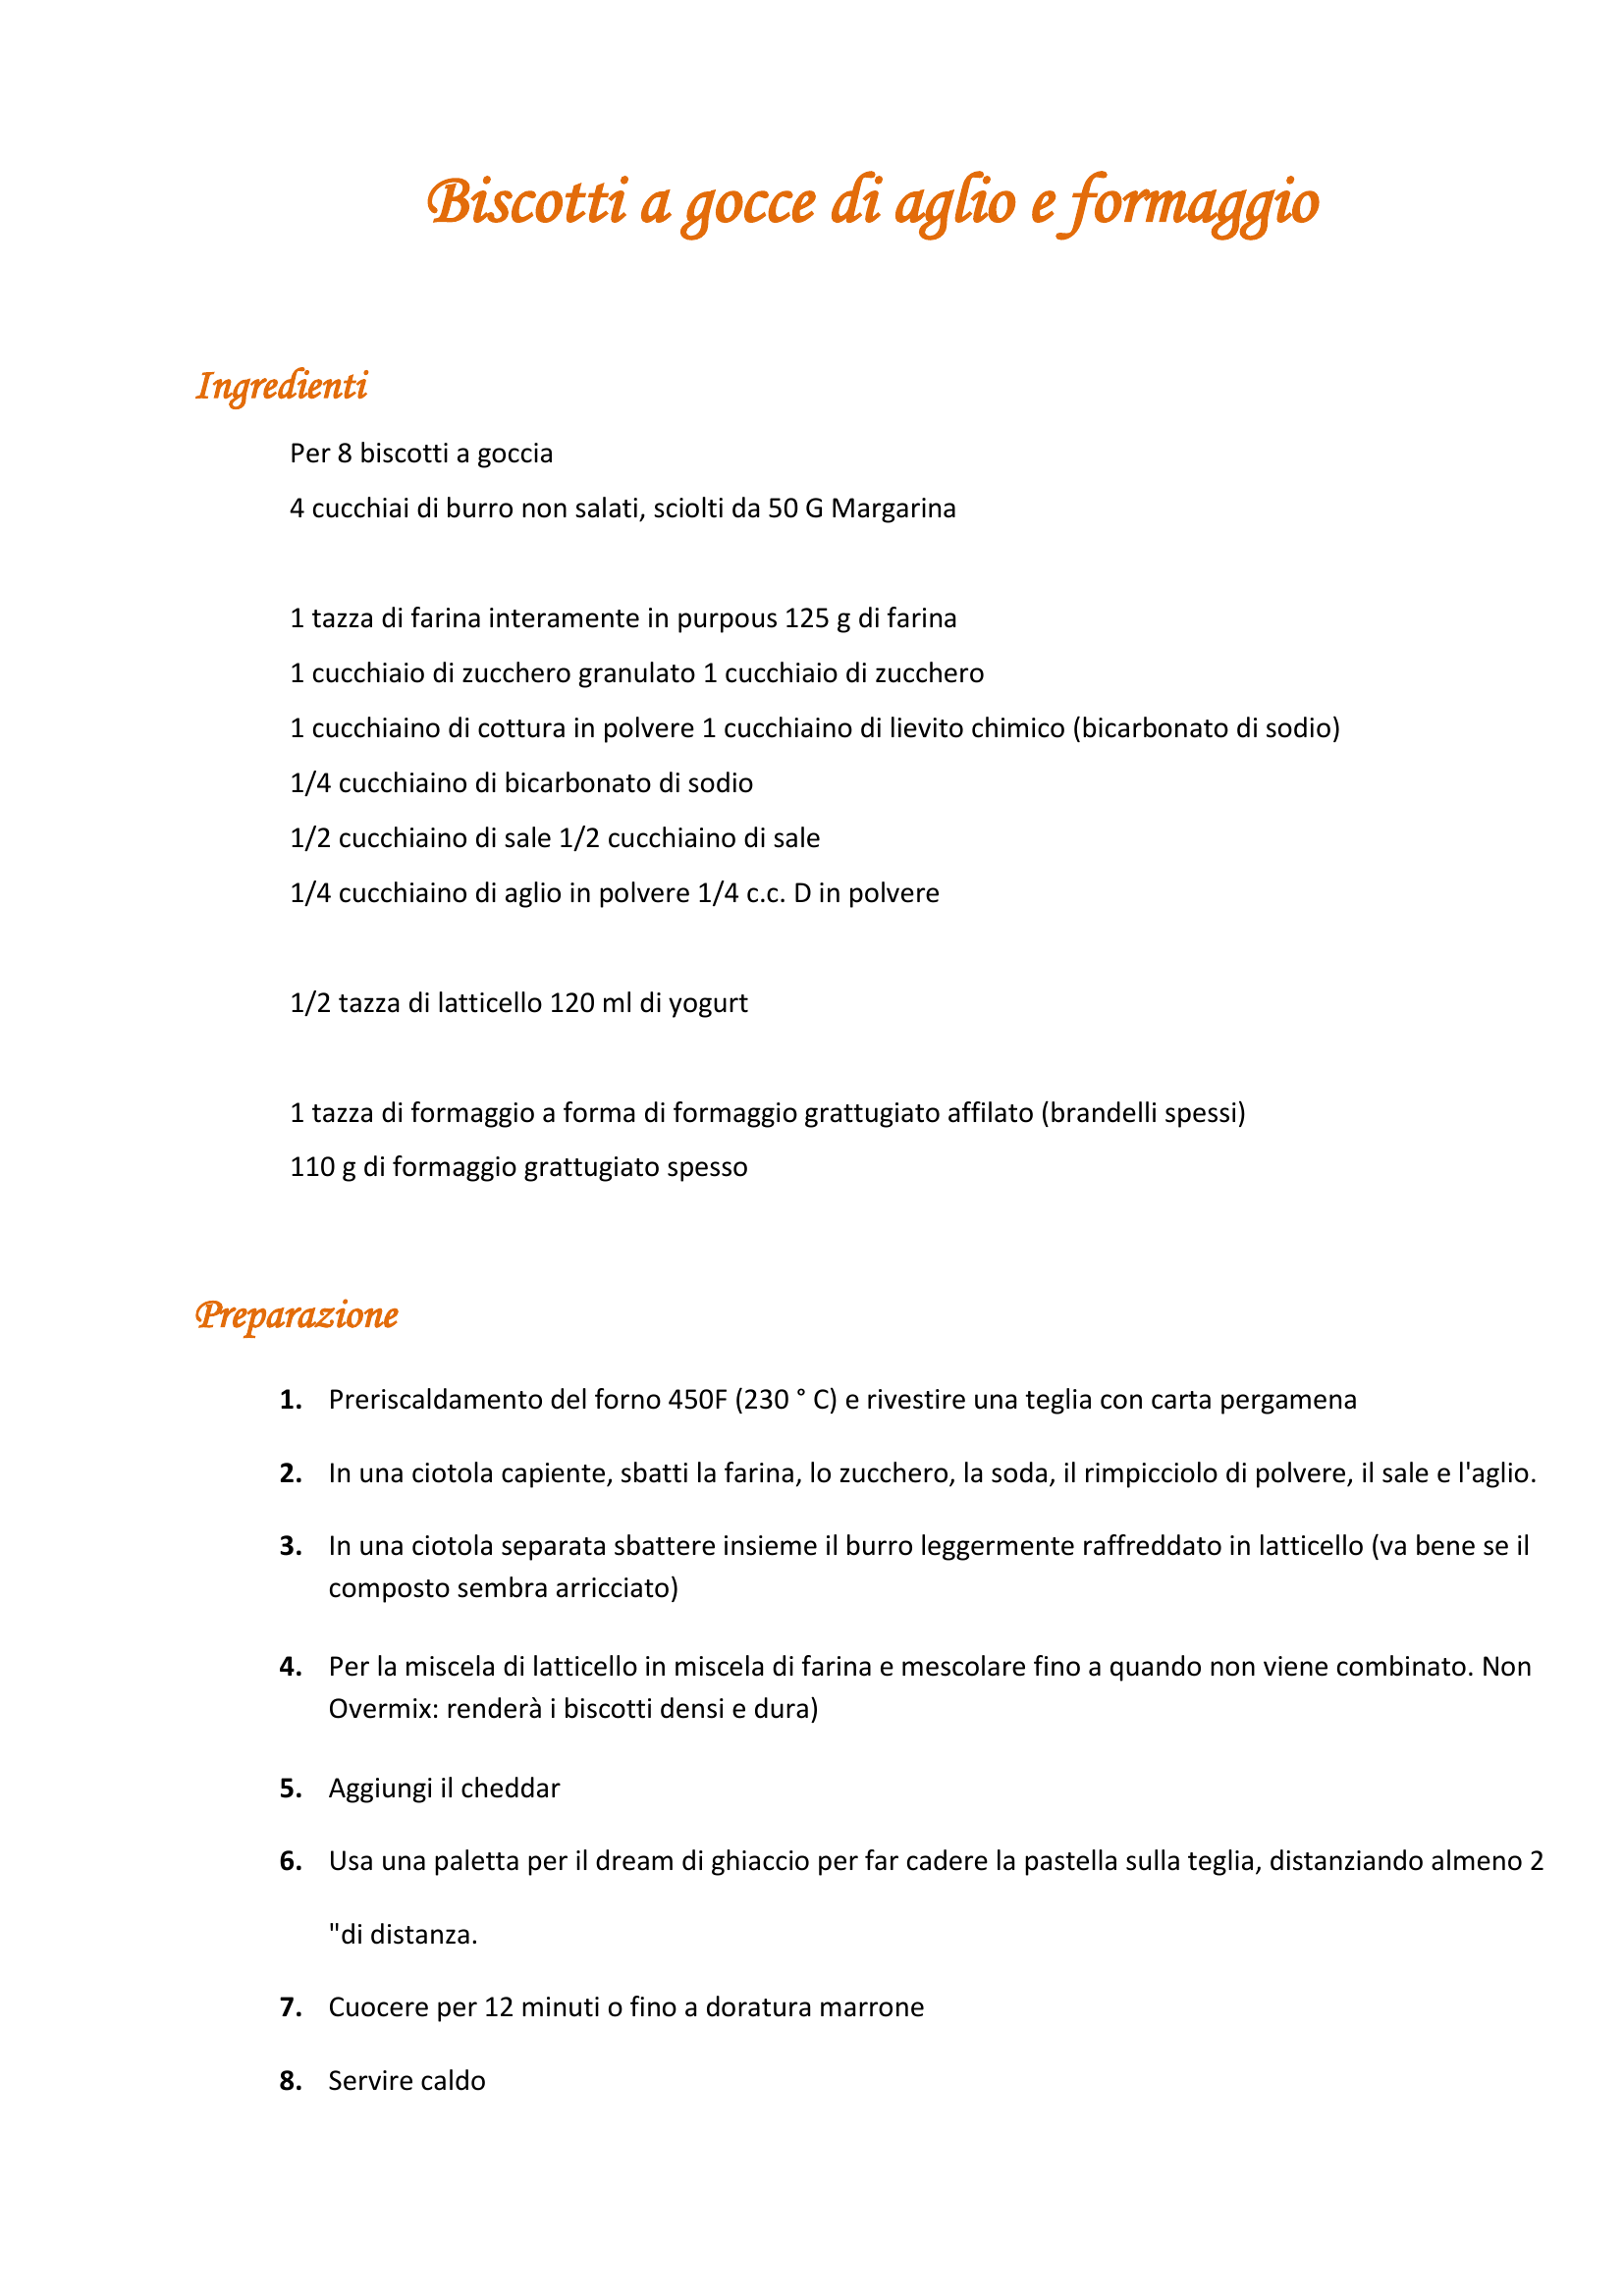 Biscotti a gocce di aglio e formaggio
Ingredienti
Per 8 biscotti a goccia
4 cucchiai di burro non salati, sciolti da 50 G Margarina
1 tazza di farina interamente in purpous 125 g di farina
1 cucchiaio di zucchero granulato 1 cucchiaio di zucchero
1 cucchiaino di cottura in polvere 1 cucchiaino di lievito chimico (bicarbonato di sodio)
1/4 cucchiaino di bicarbonato di sodio
1/2 cucchiaino di sale 1/2 cucchiaino di sale
1/4 cucchiaino di aglio in polvere 1/4 c.c. D in polvere
1/2 tazza di latticello 120 ml di yogurt
1 tazza di formaggio a forma di formaggio grattugiato affilato (brandelli spessi)
110 g di formaggio grattugiato spesso
Preparazione
1. Preriscaldamento del forno 450F (230 ° C) e rivestire una teglia con carta pergamena
2. In una ciotola capiente, sbatti la farina, lo zucchero, la soda, il rimpicciolo di polvere, il sale e l'aglio.
3. In una ciotola separata sbattere insieme il burro leggermente raffreddato in latticello (va bene se il
composto sembra arricciato)
4. Per la miscela di latticello in miscela di farina e mescolare fino a quando non viene combinato. Non
Overmix: renderà i biscotti densi e dura)
5. Aggiungi il cheddar
6. Usa una paletta per il dream di ghiaccio per far cadere la pastella sulla teglia, distanziando almeno 2
"di distanza.
7. Cuocere per 12 minuti o fino a doratura marrone
8. Servire caldo